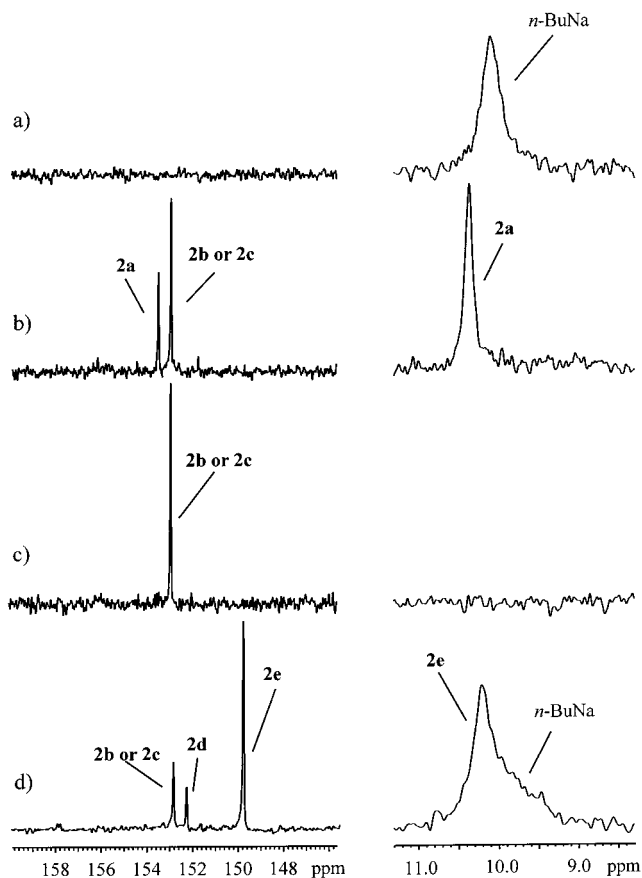 n-BuNa
a)
2a
2b or 2c
2a
b)
2b or 2c
c)
2e
2e
2b or 2c
2d
n-BuNa
d)
158 156 154 152 150 148 ppm
11.0 10.0 9.0 ppm